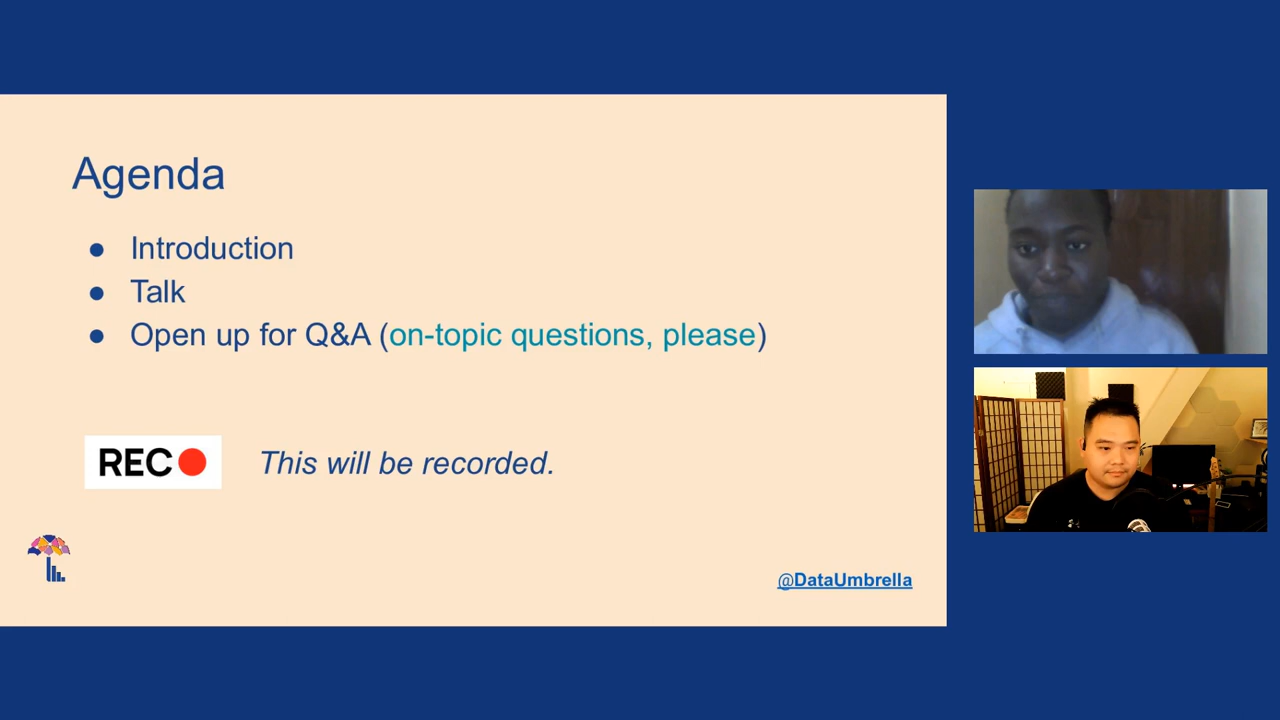 Agenda
● Introduction
● Talk
● Open up for Q&A (on-topic questions, please)
REC
This will be recorded.
@DataUmbrella